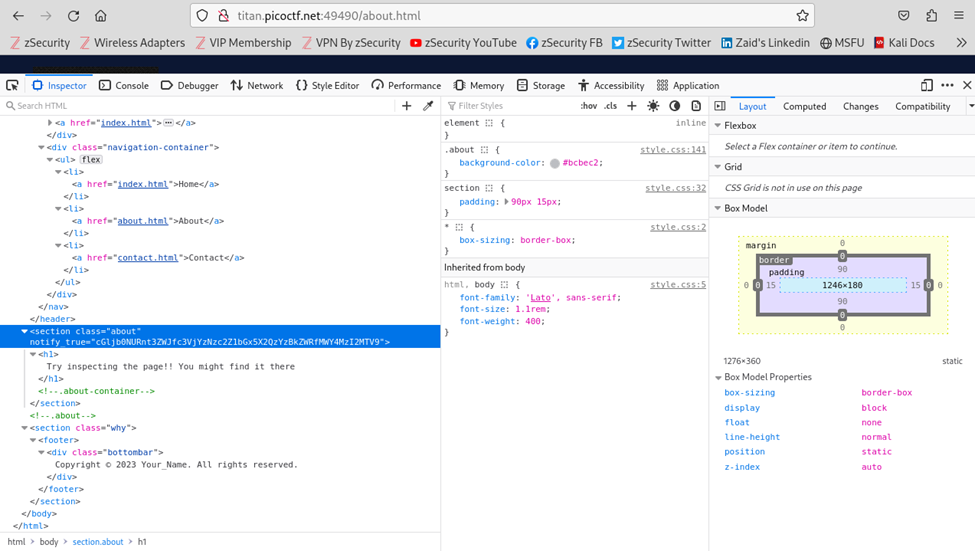 titan.picoctf.net:49490/about.html
zSecurity Wireless Adapters VIP Membership VPN By zSecurity zSecurity YouTube zSecurity FB zSecurity Twitter Zaid's Linkedin MSFU Kali Docs
Inspector Console Debugger Network Style Editor Performance Memory Storage Accessibility Application
Search HTML
<a href="index.html"> </a>
</div>
<div class="navigation-container">
<ul> flex
<li>
<a href="index.html">Home</a>
</li>
<li>
<a href="about.html">About</a>
</li>
<li>
<a href="contact.html">Contact</a>
</li>
</ul>
</div>
</nav>
</header>
<section class="about"
notify_true="cGljb0NURnt3ZWJfc3VjYzNzc2Z1bGx5X2QzYzBkZWRfMWY4MzI2MTV9">
<h1>
Try inspecting the page!! You might find it there
</h1>
<!--.about-container-->
</section>
<!--.about-->
<section class="why">
<footer>
<div class="bottombar">
Copyright © 2023 Your_Name. All rights reserved.
</div>
</footer>
</section>
</body>
</html>
html body section.about h1
Filter Styles :hov .cls
element { inline
}
.about { style.css:141
background-color: #bcbec2;
}
section { style.css:32
padding: 90px 15px;
}
* { style.css:2
box-sizing: border-box;
}
Inherited from body
html, body { style.css:5
font-family: 'Lato', sans-serif;
font-size: 1.1rem;
font-weight: 400;
}
Layout Computed Changes Compatibility
Flexbox
Select a Flex container or item to continue.
Grid
CSS Grid is not in use on this page
Box Model
margin 0
border 0
padding 90
0 0 15 1246×180 15 0 0
90
0
0
1276×360 static
Box Model Properties
box-sizing border-box
display block
float none
line-height normal
position static
z-index auto